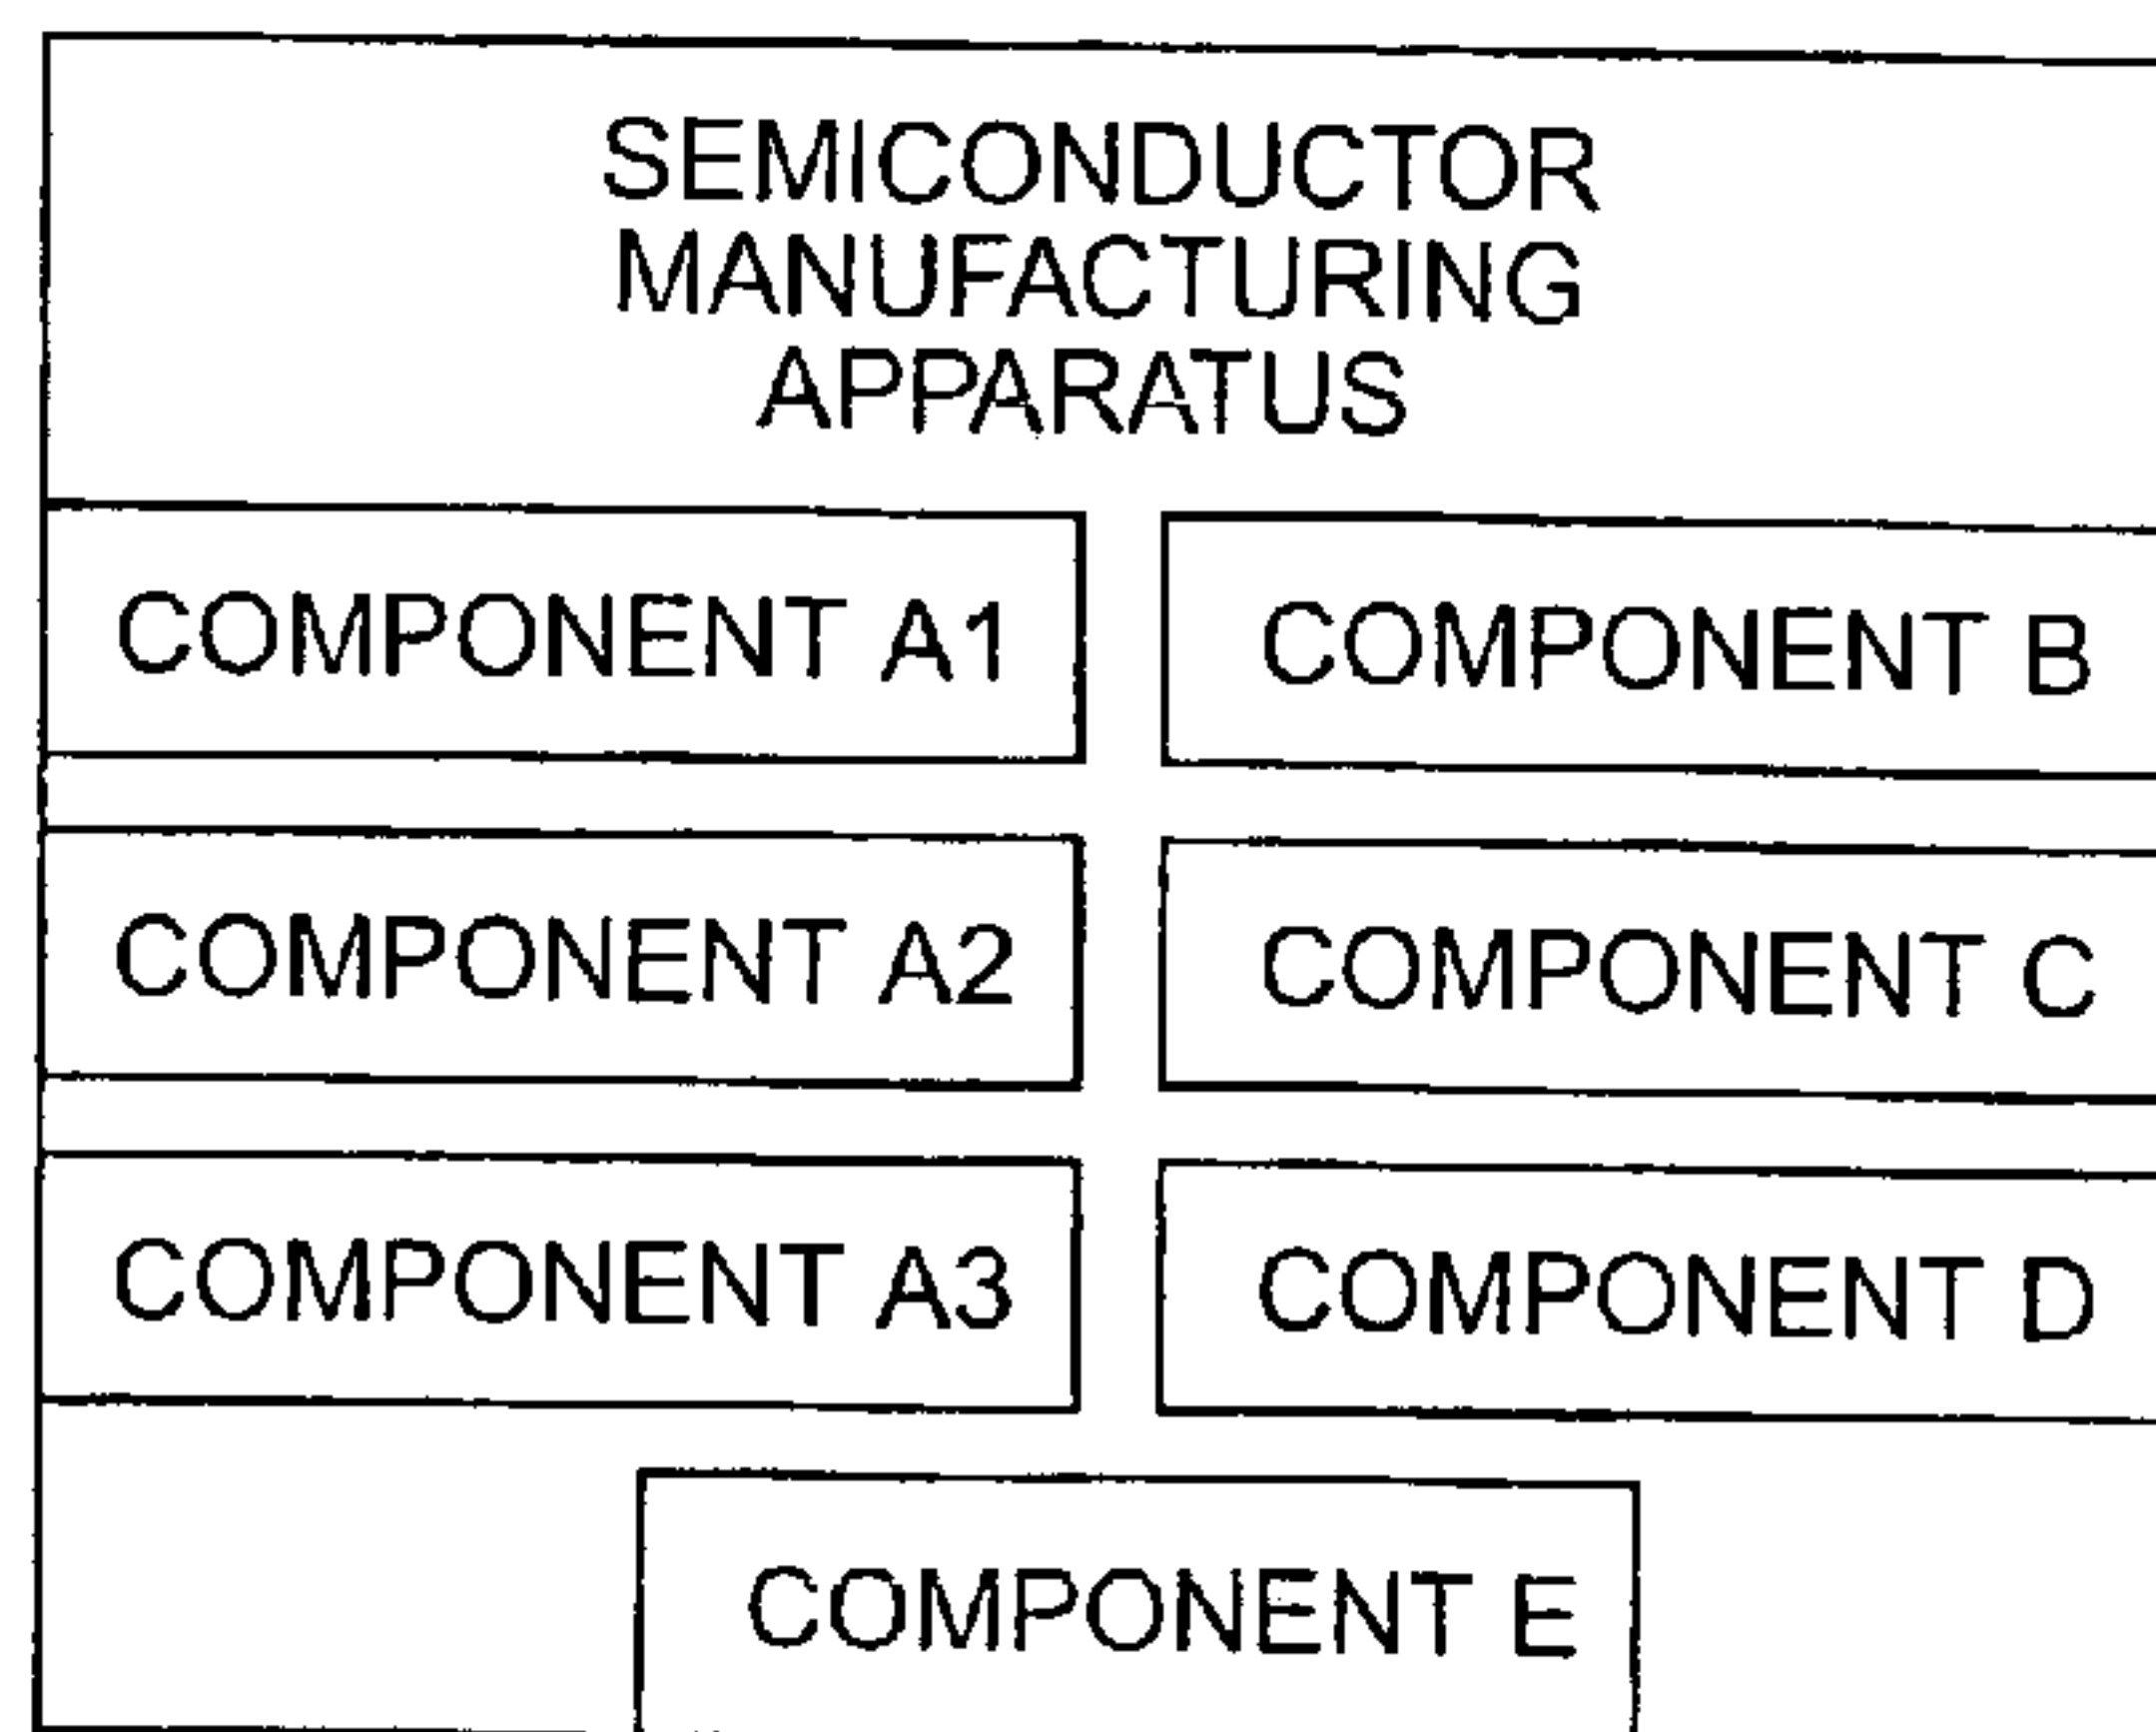 SEMICONDUCTOR
MANUFACTURING
APPARATUS
COMPONENT A1
COMPONENT B
COMPONENT A2
COMPONENT C
COMPONENT A3
COMPONENT D
COMPONENT E